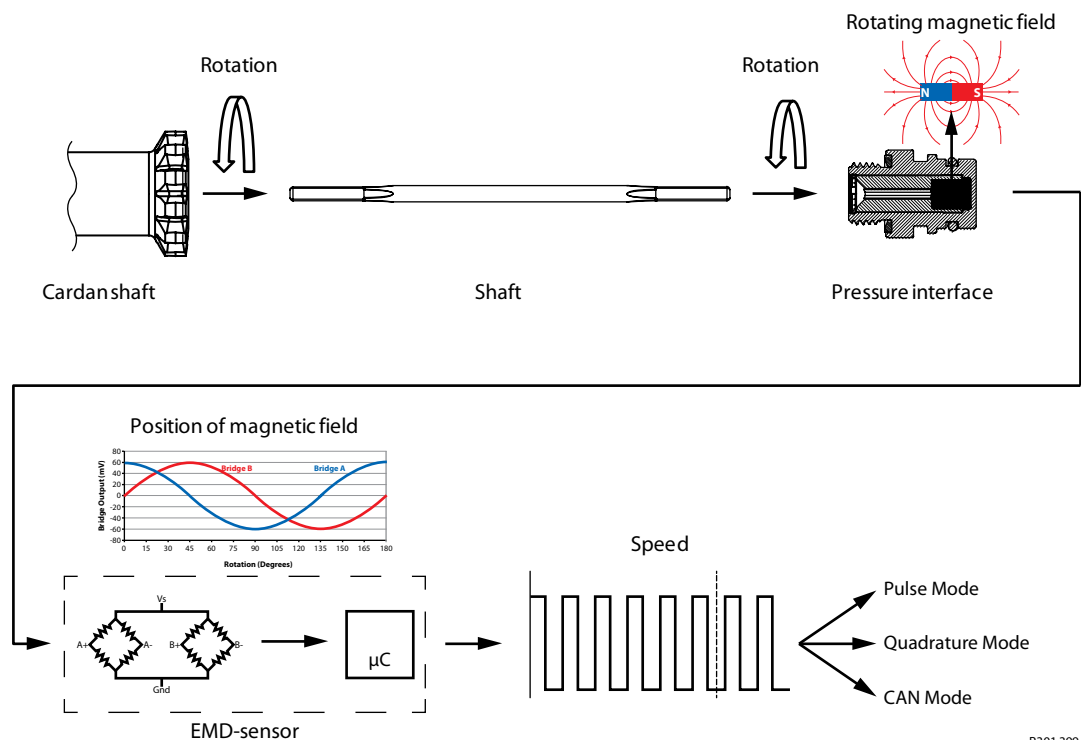 Rotating magnetic field
Rotation
Rotation
N S
Cardan shaft
Shaft
Pressure interface
Position of magnetic field
Bridge Output (mV)
80
60
40
20
0
-20
-40
-60
-80
Bridge B
Bridge A
0 15 30 45 60 75 90 105 120 135 150 165 180
Rotation (Degrees)
Speed
Vs
A+ A- B+ B-
Gnd
µC
EMD-sensor
Pulse Mode
Quadrature Mode
CAN Mode